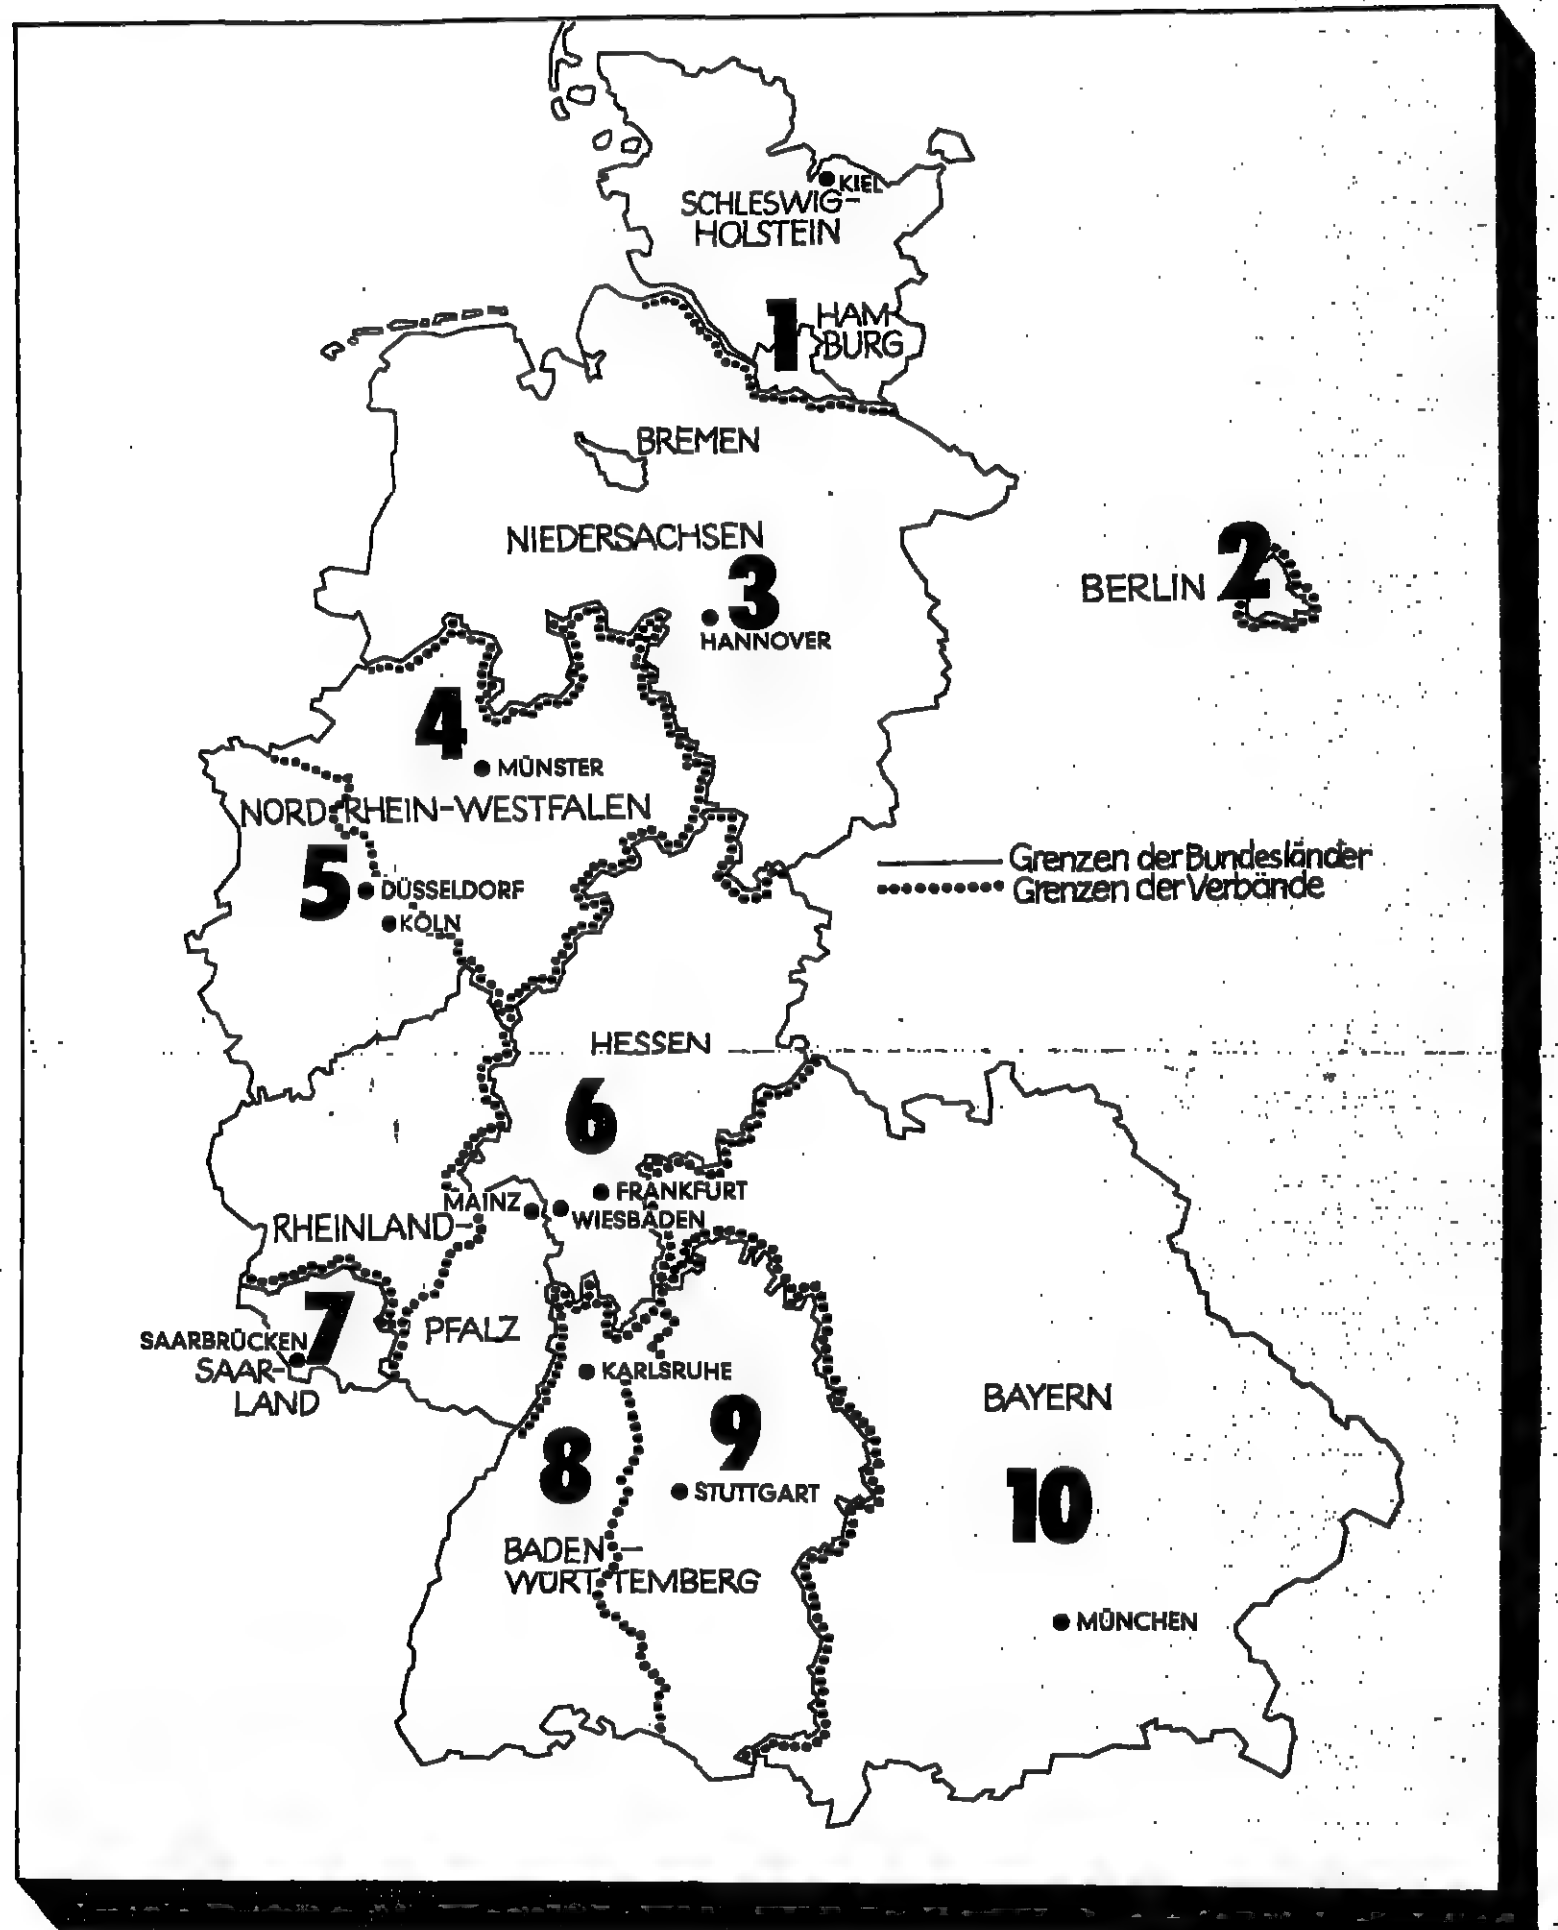 KIEL
SCHLESWIG-
HOLSTEIN
1
HAM
BURG
BREMEN
NIEDERSACHSEN
3
HANNOVER
BERLIN
2
4
MÜNSTER
NORD-RHEIN-WESTFALEN
5
DÜSSELDORF
KÖLN
Grenzen der Bundesländer
Grenzen der Verbände
HESSEN
6
FRANKFURT
MAINZ
WIESBADEN
RHEINLAND-
PFALZ
7
SAARBRÜCKEN
SAAR-
LAND
KARLSRUHE
8
9
STUTTGART
BADEN-
WÜRTTEMBERG
BAYERN
10
MÜNCHEN